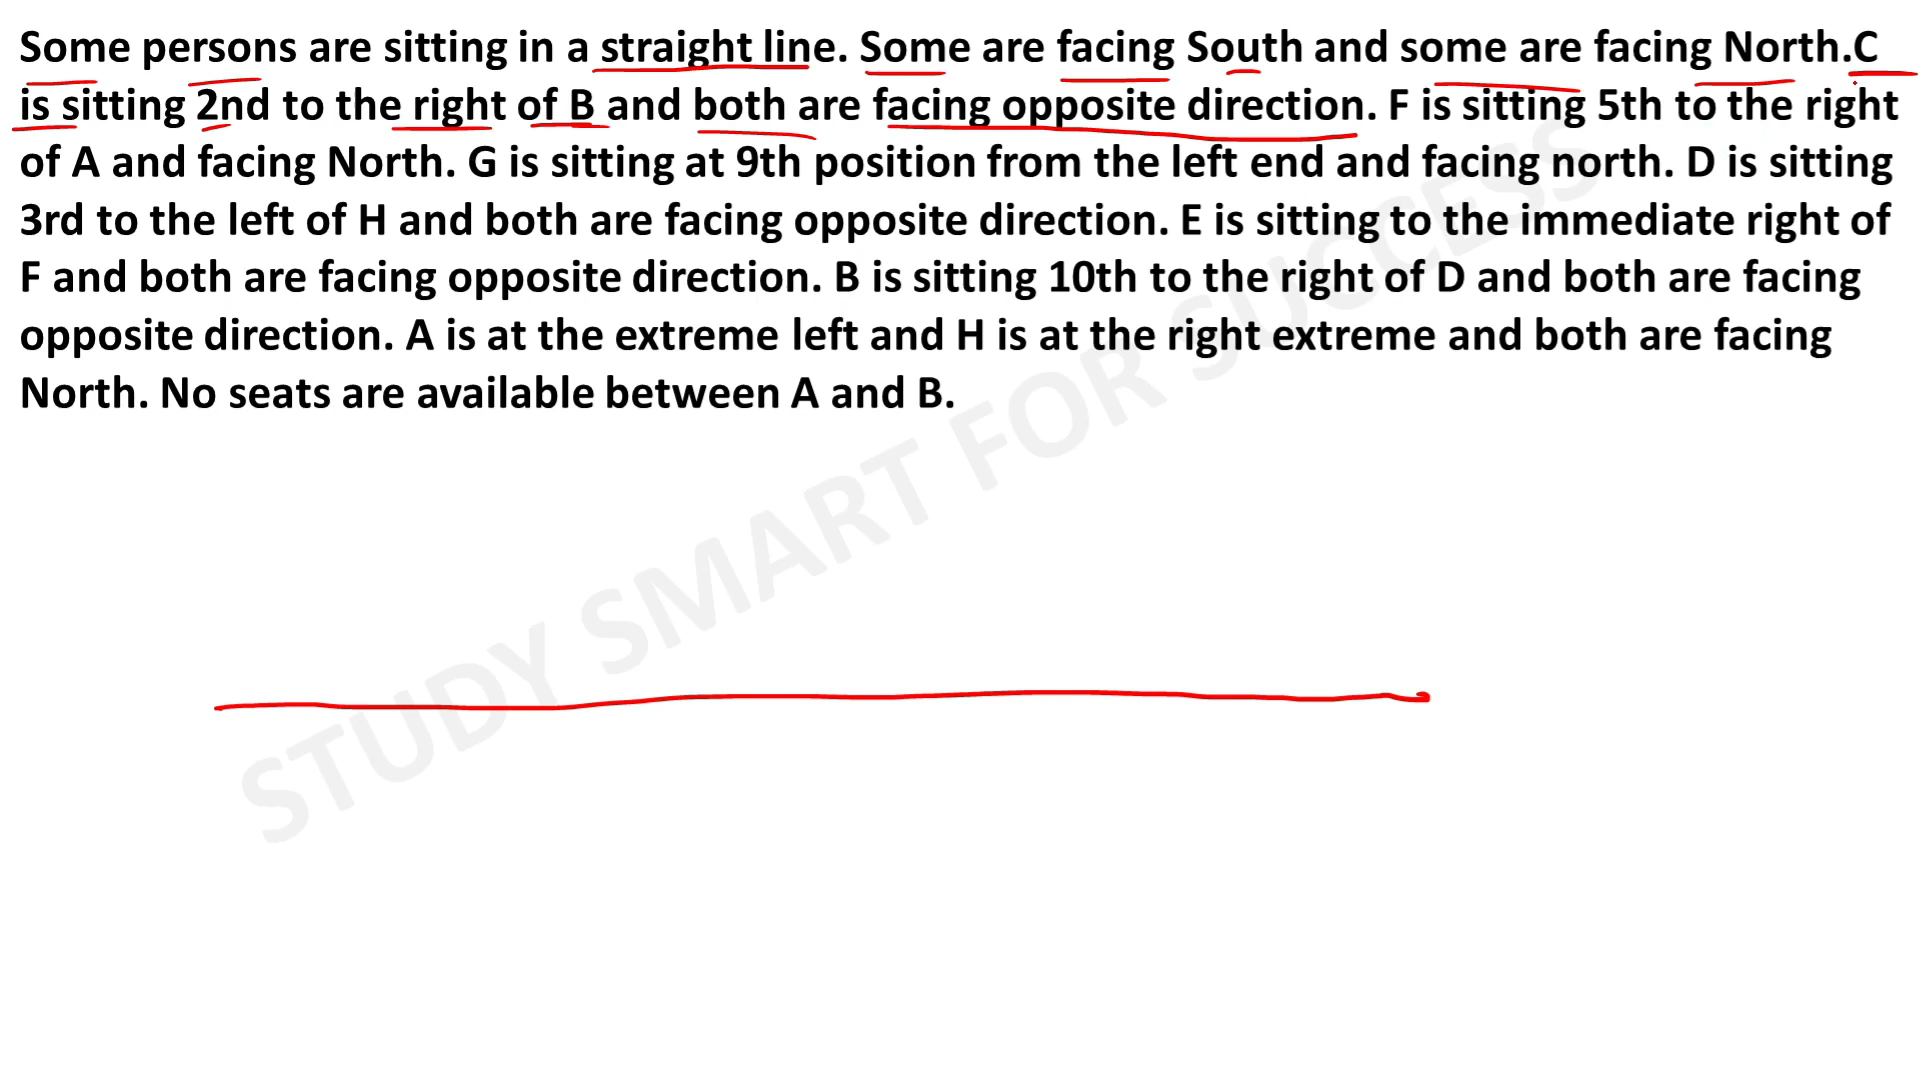 Some persons are sitting in a straight line. Some are facing South and some are facing North.C
is sitting 2nd to the right of B and both are facing opposite direction. F is sitting 5th to the right
of A and facing North. G is sitting at 9th position from the left end and facing north. D is sitting
3rd to the left of H and both are facing opposite direction. E is sitting to the immediate right of
F and both are facing opposite direction. B is sitting 10th to the right of D and both are facing
opposite direction. A is at the extreme left and H is at the right extreme and both are facing
North. No seats are available between A and B.
STUDY SMART FOR SUCCESS